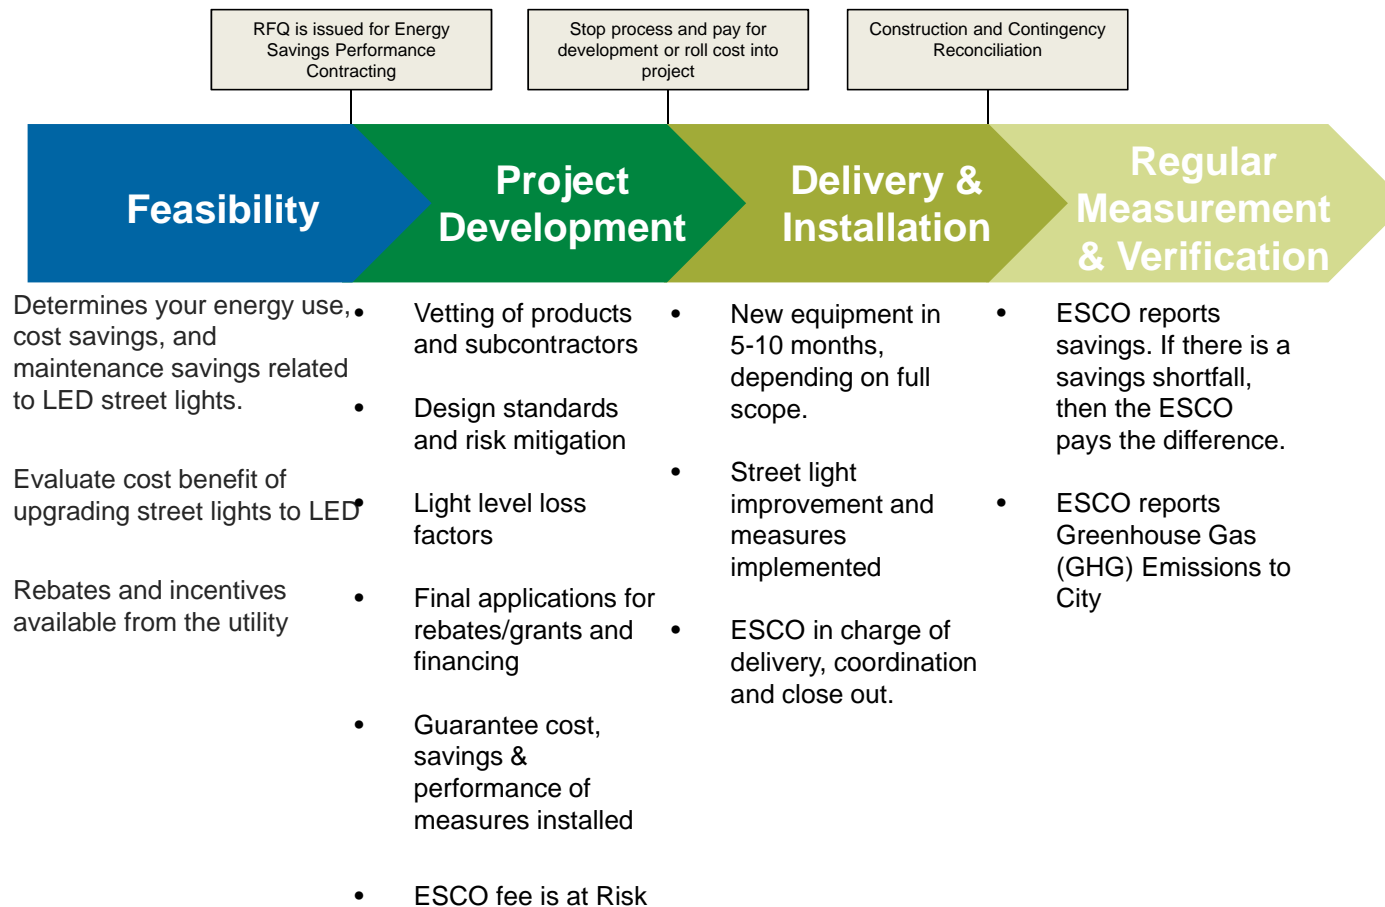 RFQ is issued for Energy
Savings Performance
Contracting
Stop process and pay for
development or roll cost into
project
Construction and Contingency
Reconciliation
Feasibility
Project
Development
Delivery &
Installation
Regular
Measurement
& Verification
Determines your energy use,
cost savings, and
maintenance savings related
to LED street lights.
Evaluate cost benefit of
upgrading street lights to LED
Rebates and incentives
available from the utility
• Vetting of products
and subcontractors
• Design standards
and risk mitigation
• Light level loss
factors
• Final applications for
rebates/grants and
financing
• Guarantee cost,
savings &
performance of
measures installed
• ESCO fee is at Risk
• New equipment in
5-10 months,
depending on full
scope.
• Street light
improvement and
measures
implemented
• ESCO in charge of
delivery, coordination
and close out.
• ESCO reports
savings. If there is a
savings shortfall,
then the ESCO
pays the difference.
• ESCO reports
Greenhouse Gas
(GHG) Emissions to
City